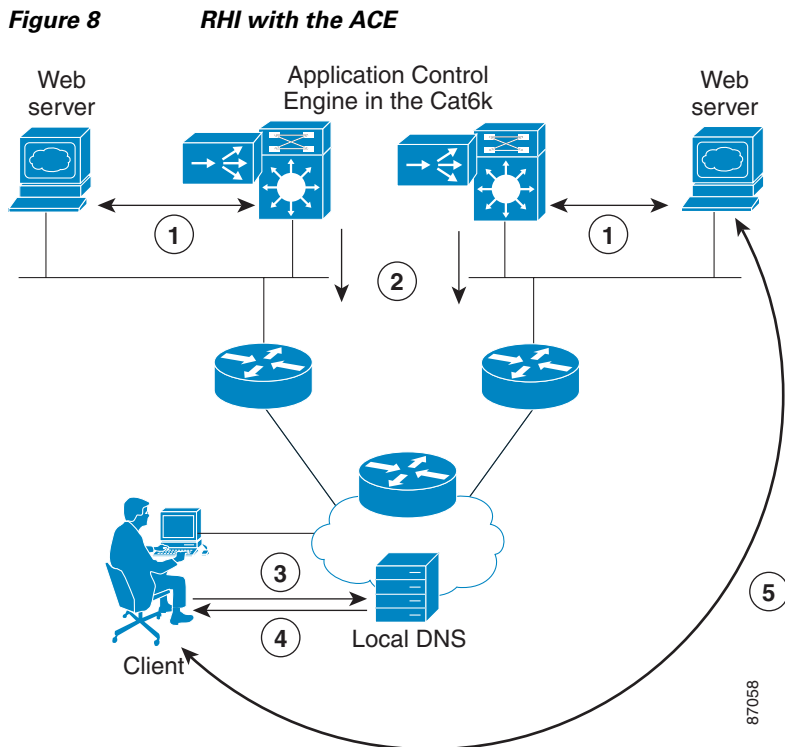 Figure 8 RHI with the ACE
Web
server
Application Control
Engine in the Cat6k
Web
server
1
1
2
3
4
5
Local DNS
Client
87058